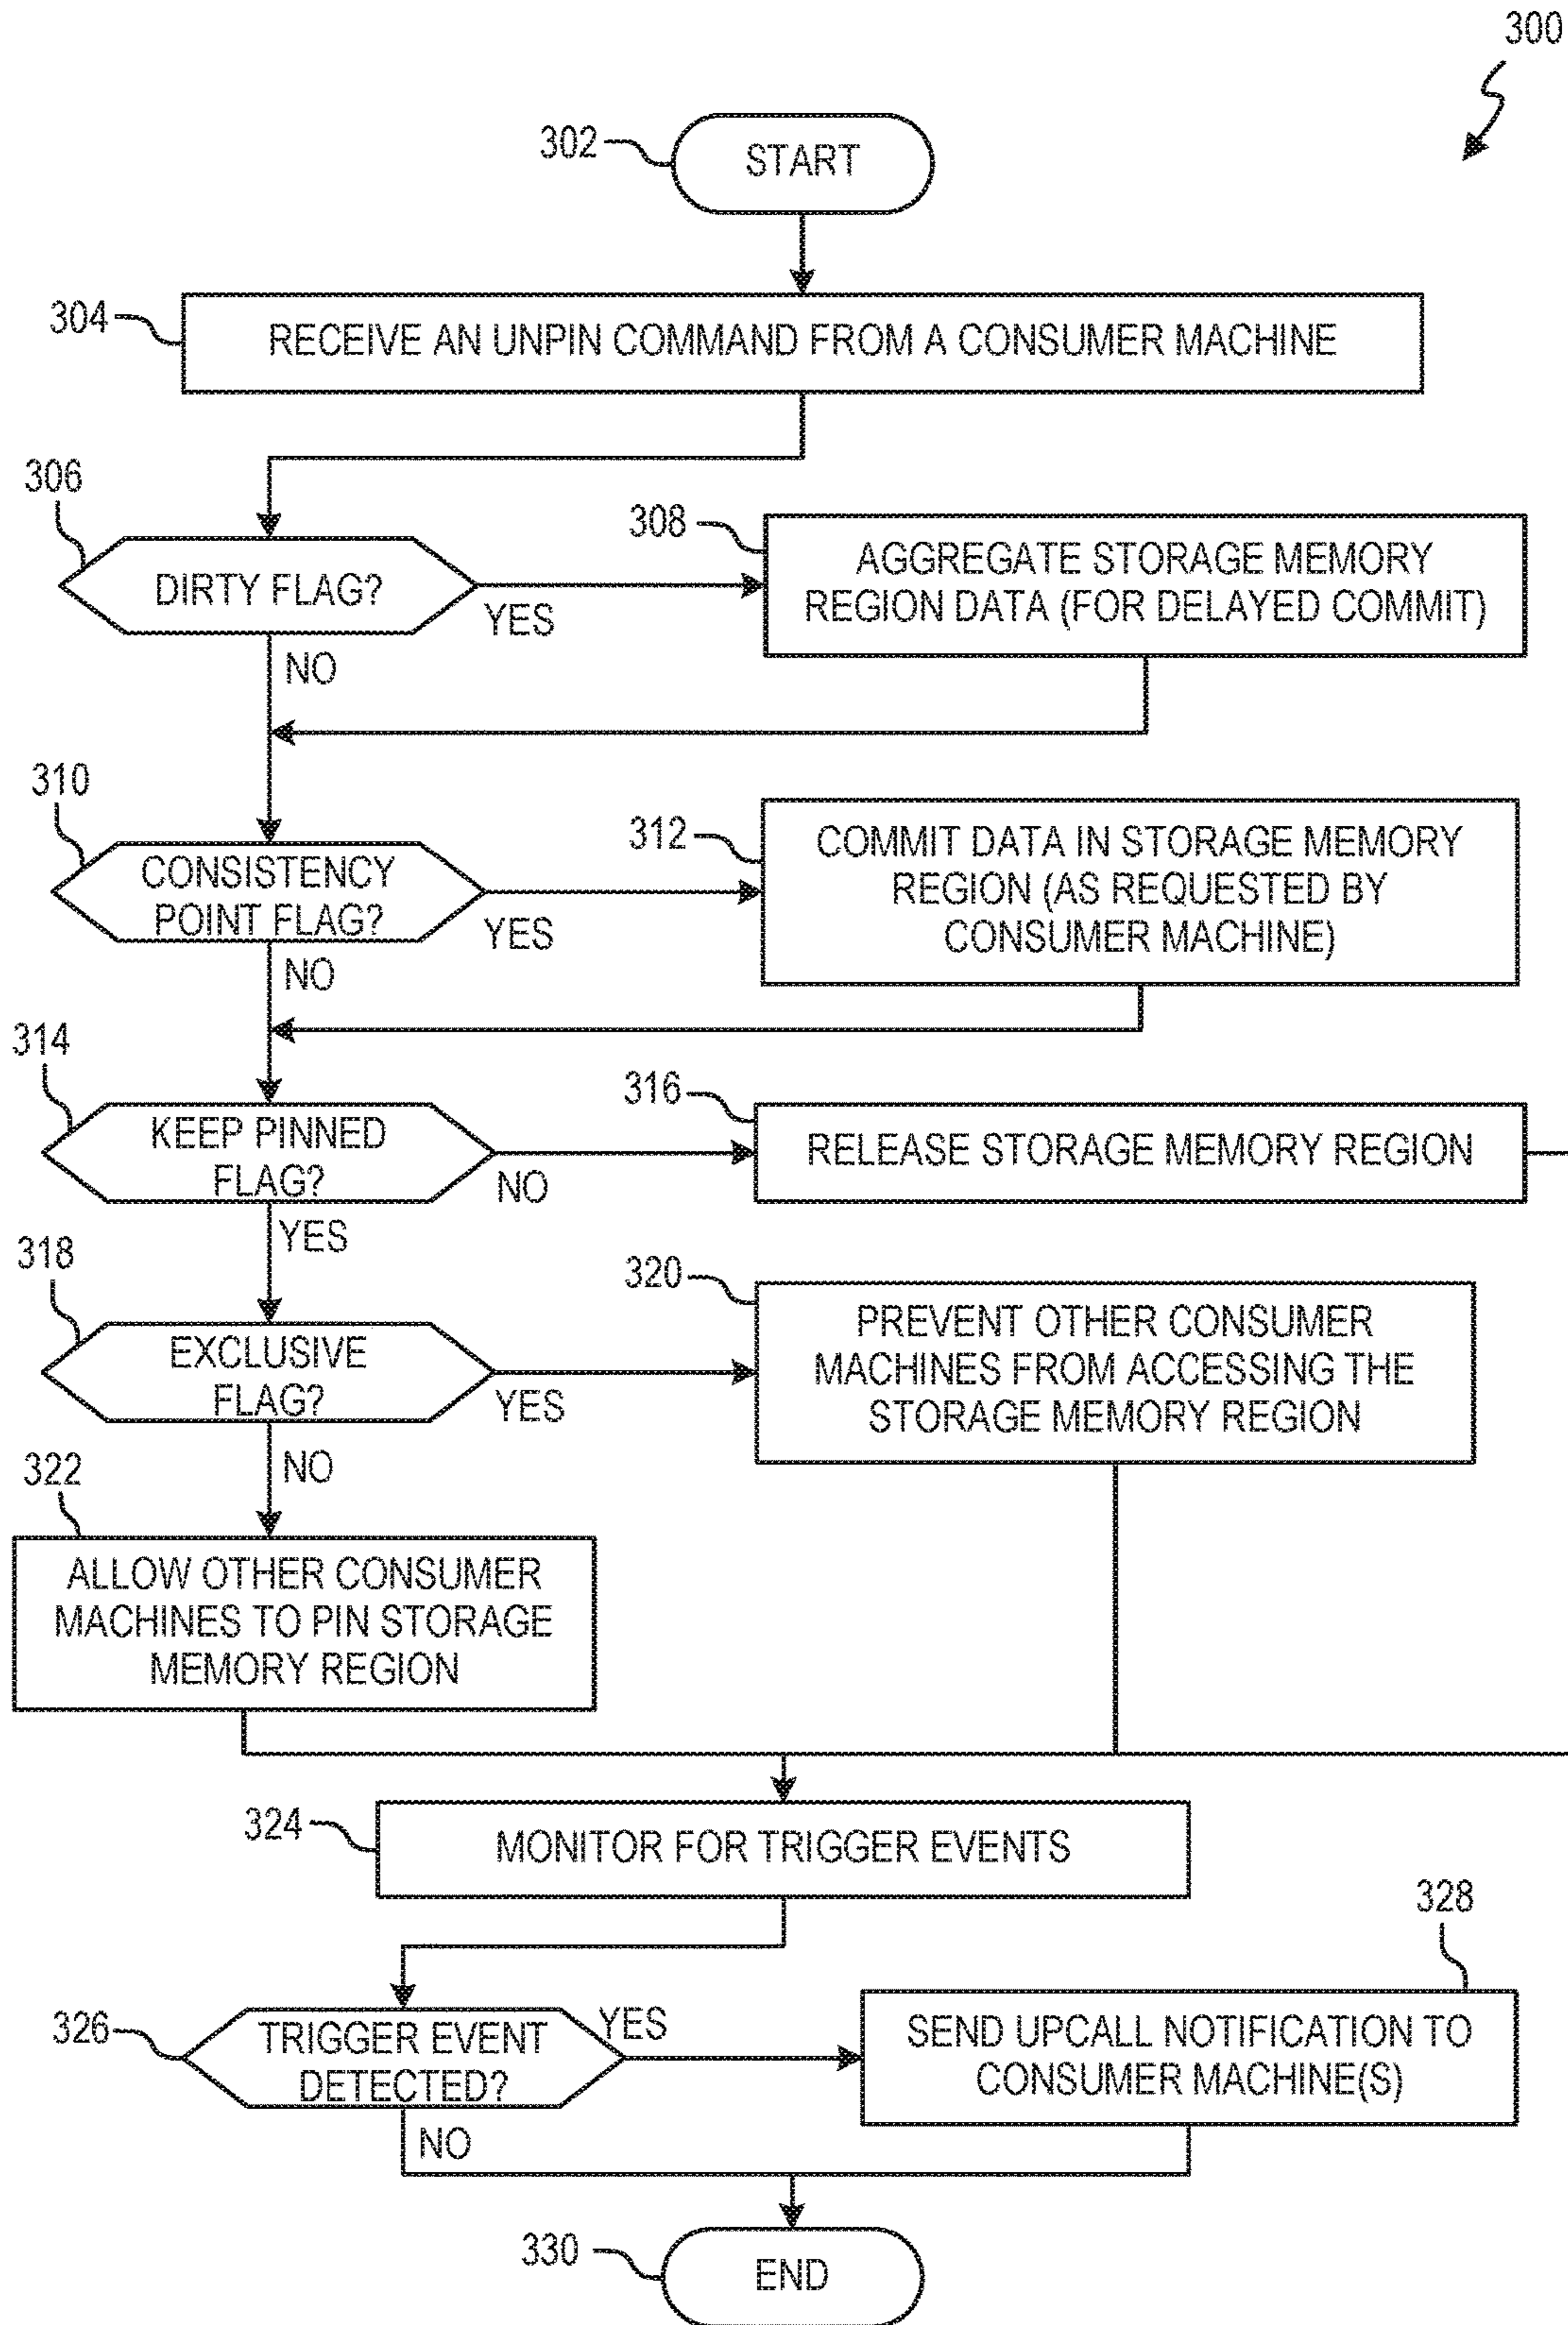 300
302
START
304
RECEIVE AN UNPIN COMMAND FROM A CONSUMER MACHINE
306
DIRTY FLAG?
YES
NO
308
AGGREGATE STORAGE MEMORY
REGION DATA (FOR DELAYED COMMIT)
310
CONSISTENCY
POINT FLAG?
YES
NO
312
COMMIT DATA IN STORAGE MEMORY
REGION (AS REQUESTED BY
CONSUMER MACHINE)
314
KEEP PINNED
FLAG?
NO
YES
316
RELEASE STORAGE MEMORY REGION
318
EXCLUSIVE
FLAG?
YES
NO
320
PREVENT OTHER CONSUMER
MACHINES FROM ACCESSING THE
STORAGE MEMORY REGION
322
ALLOW OTHER CONSUMER
MACHINES TO PIN STORAGE
MEMORY REGION
324
MONITOR FOR TRIGGER EVENTS
326
TRIGGER EVENT
DETECTED?
YES
NO
328
SEND UPCALL NOTIFICATION TO
CONSUMER MACHINE(S)
330
END